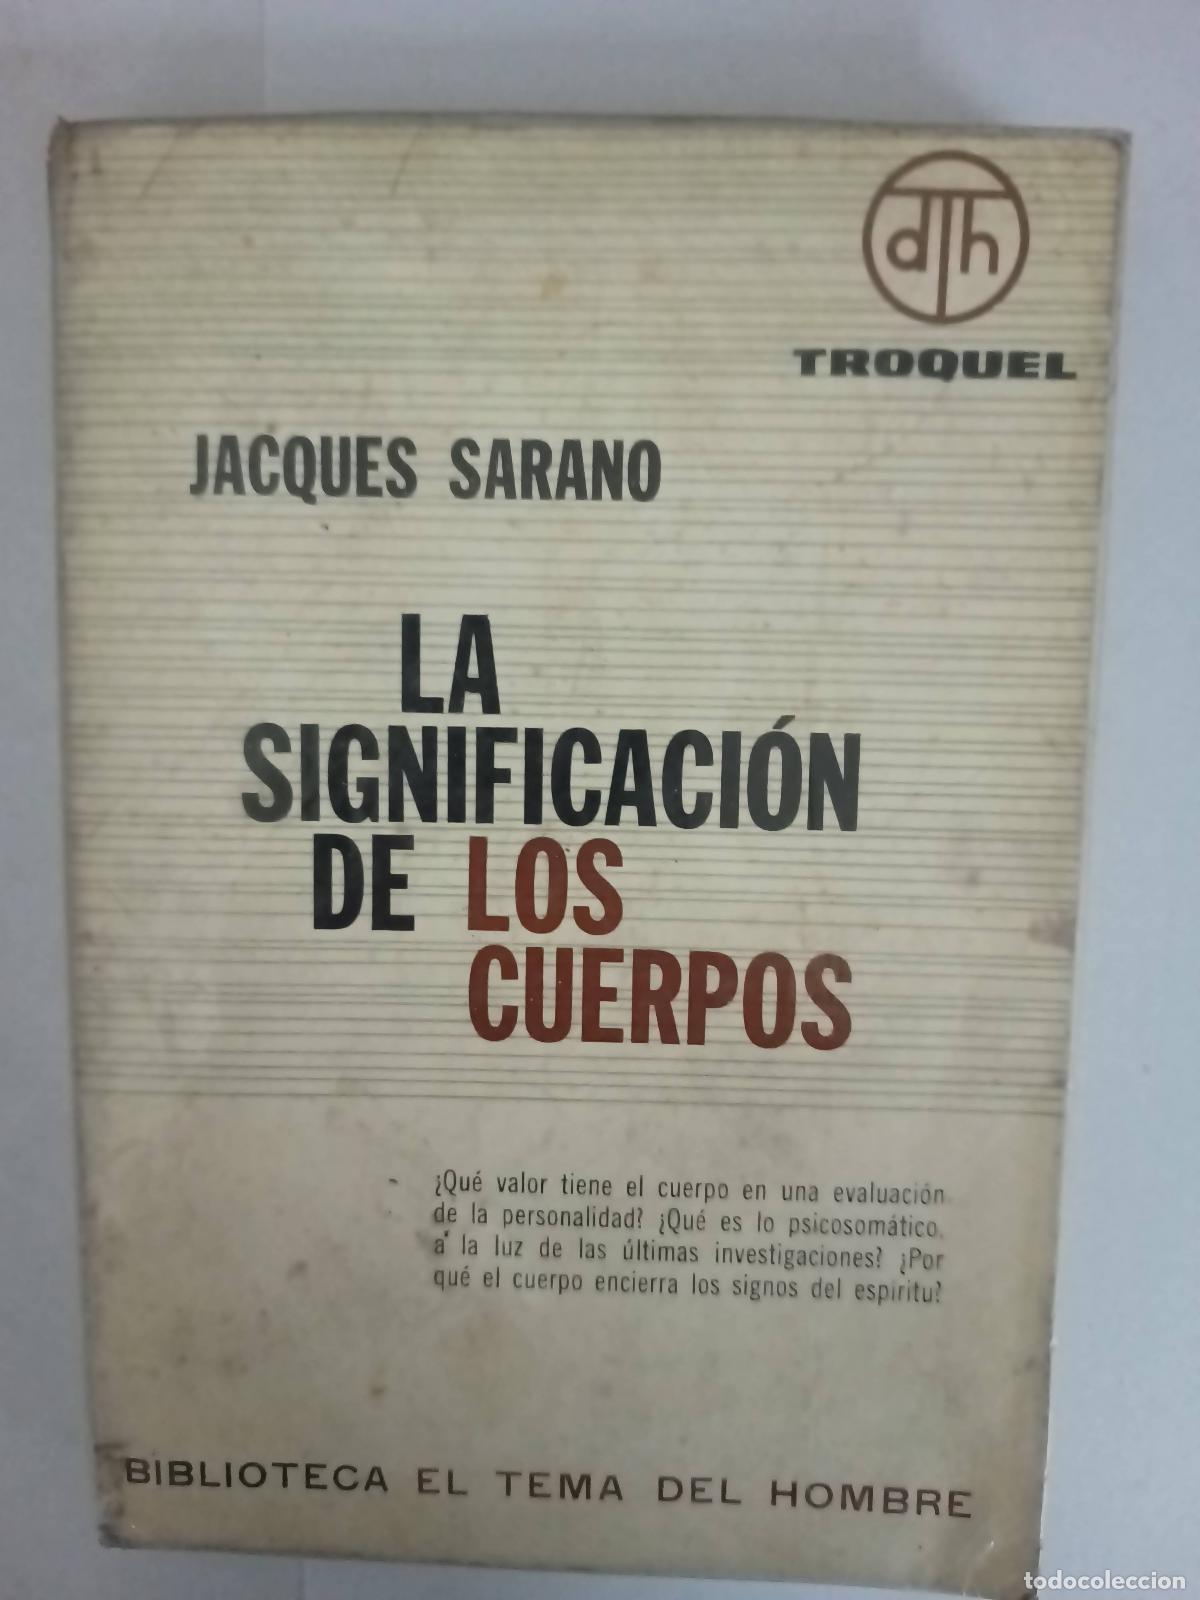 dTh
TROQUEL
JACQUES SARANO
LA
SIGNIFICACIÓN
DE LOS
CUERPOS
¿Qué valor tiene el cuerpo en una evaluación
de la personalidad? ¿Qué es lo psicosomático,
a la luz de las últimas investigaciones? ¿Por
qué el cuerpo encierra los signos del espíritu?
BIBLIOTECA EL TEMA DEL HOMBRE
todocoleccion